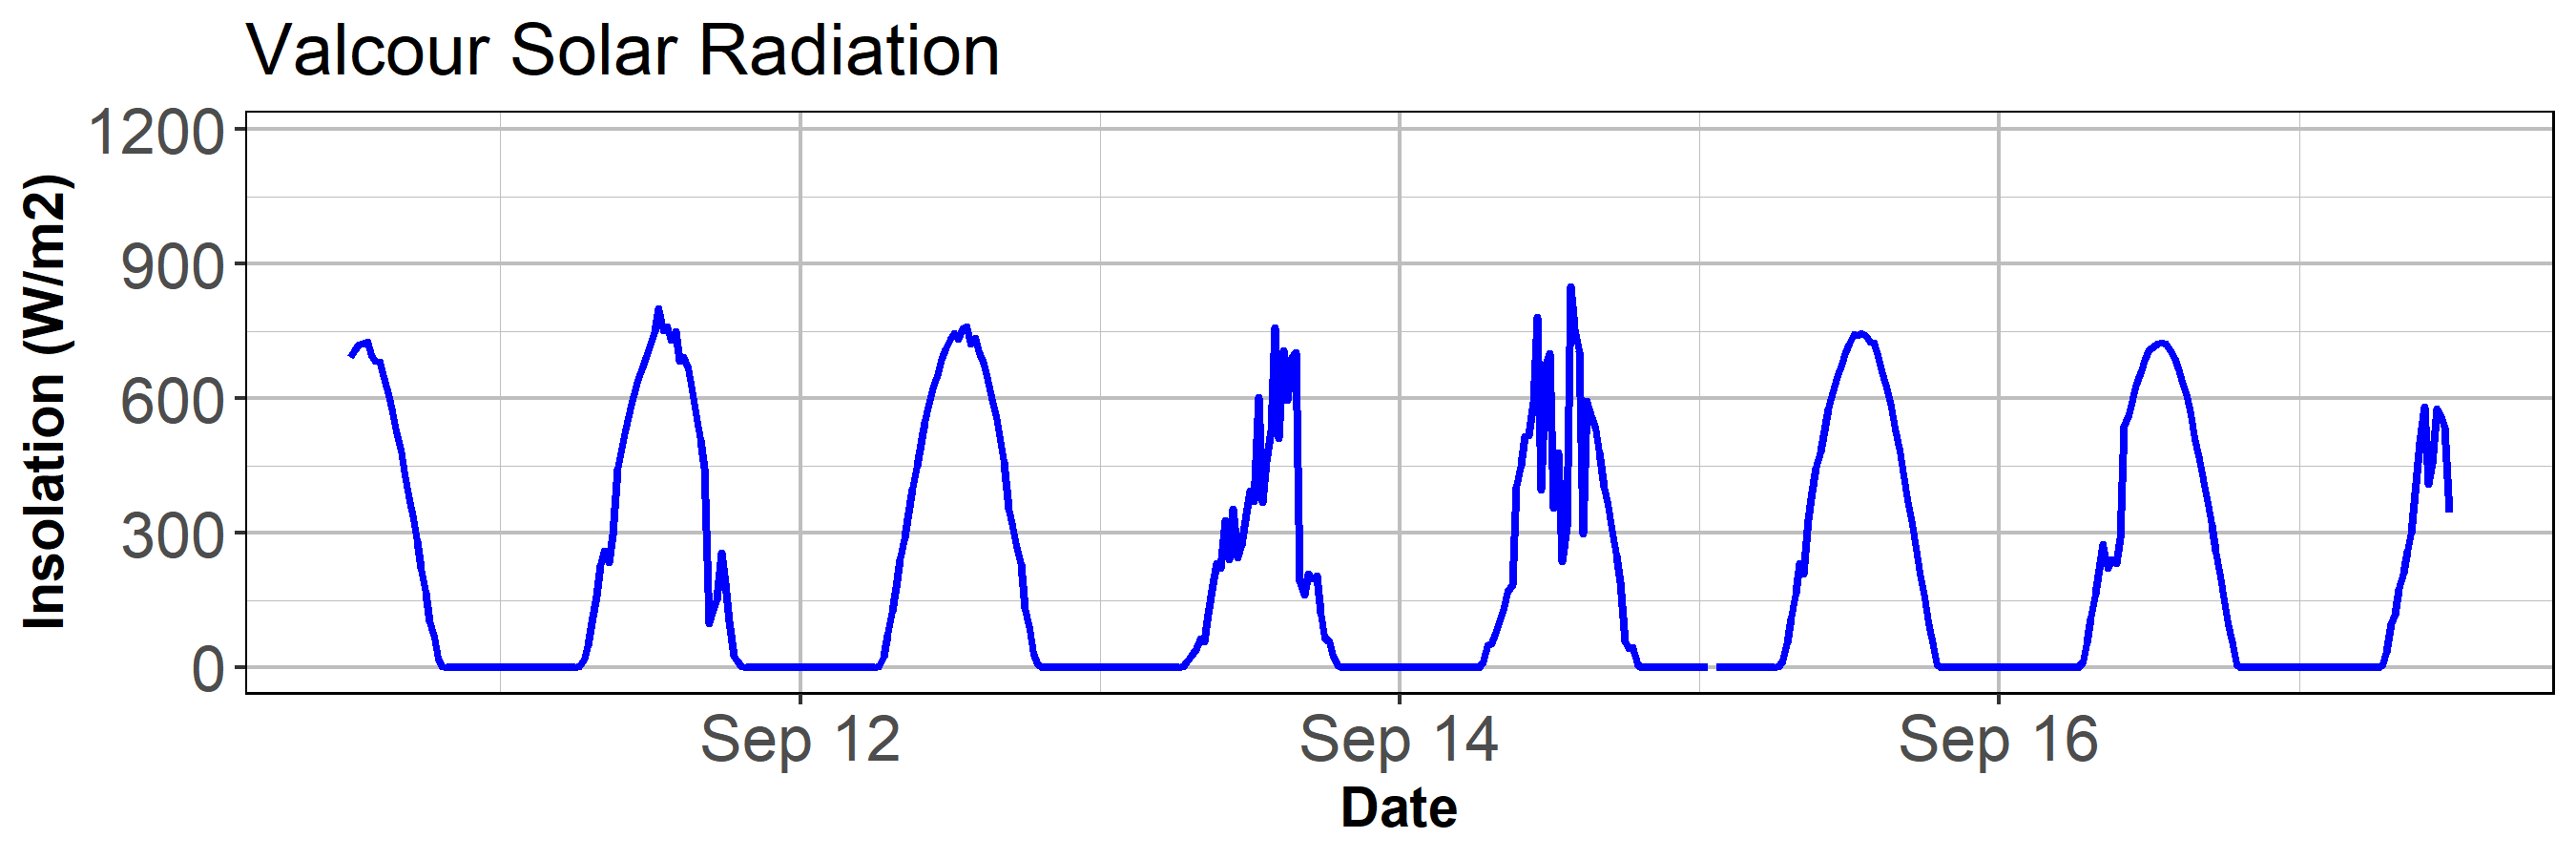 Valcour Solar Radiation
1200
900
600
300
0
Insolation (W/m2)
Sep 12 Sep 14 Sep 16
Date